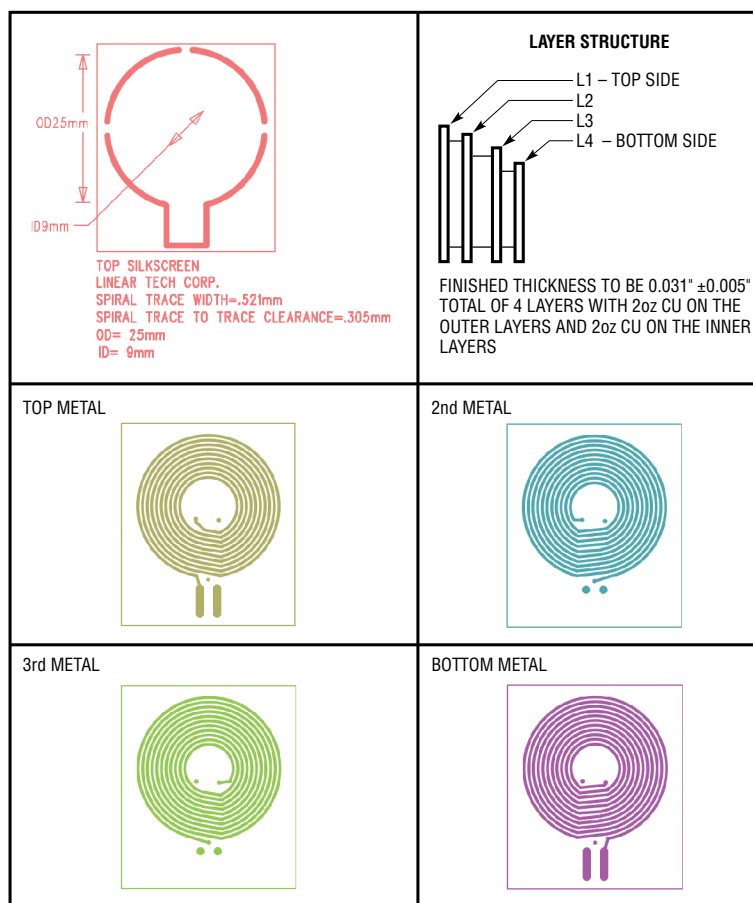 OD25mm
ID9mm
TOP SILKSCREEN
LINEAR TECH CORP.
SPIRAL TRACE WIDTH=.521mm
SPIRAL TRACE TO TRACE CLEARANCE=.305mm
OD= 25mm
ID= 9mm
LAYER STRUCTURE
L1 – TOP SIDE
L2
L3
L4 – BOTTOM SIDE
FINISHED THICKNESS TO BE 0.031" ±0.005"
TOTAL OF 4 LAYERS WITH 2oz CU ON THE
OUTER LAYERS AND 2oz CU ON THE INNER
LAYERS
TOP METAL
2nd METAL
3rd METAL
BOTTOM METAL